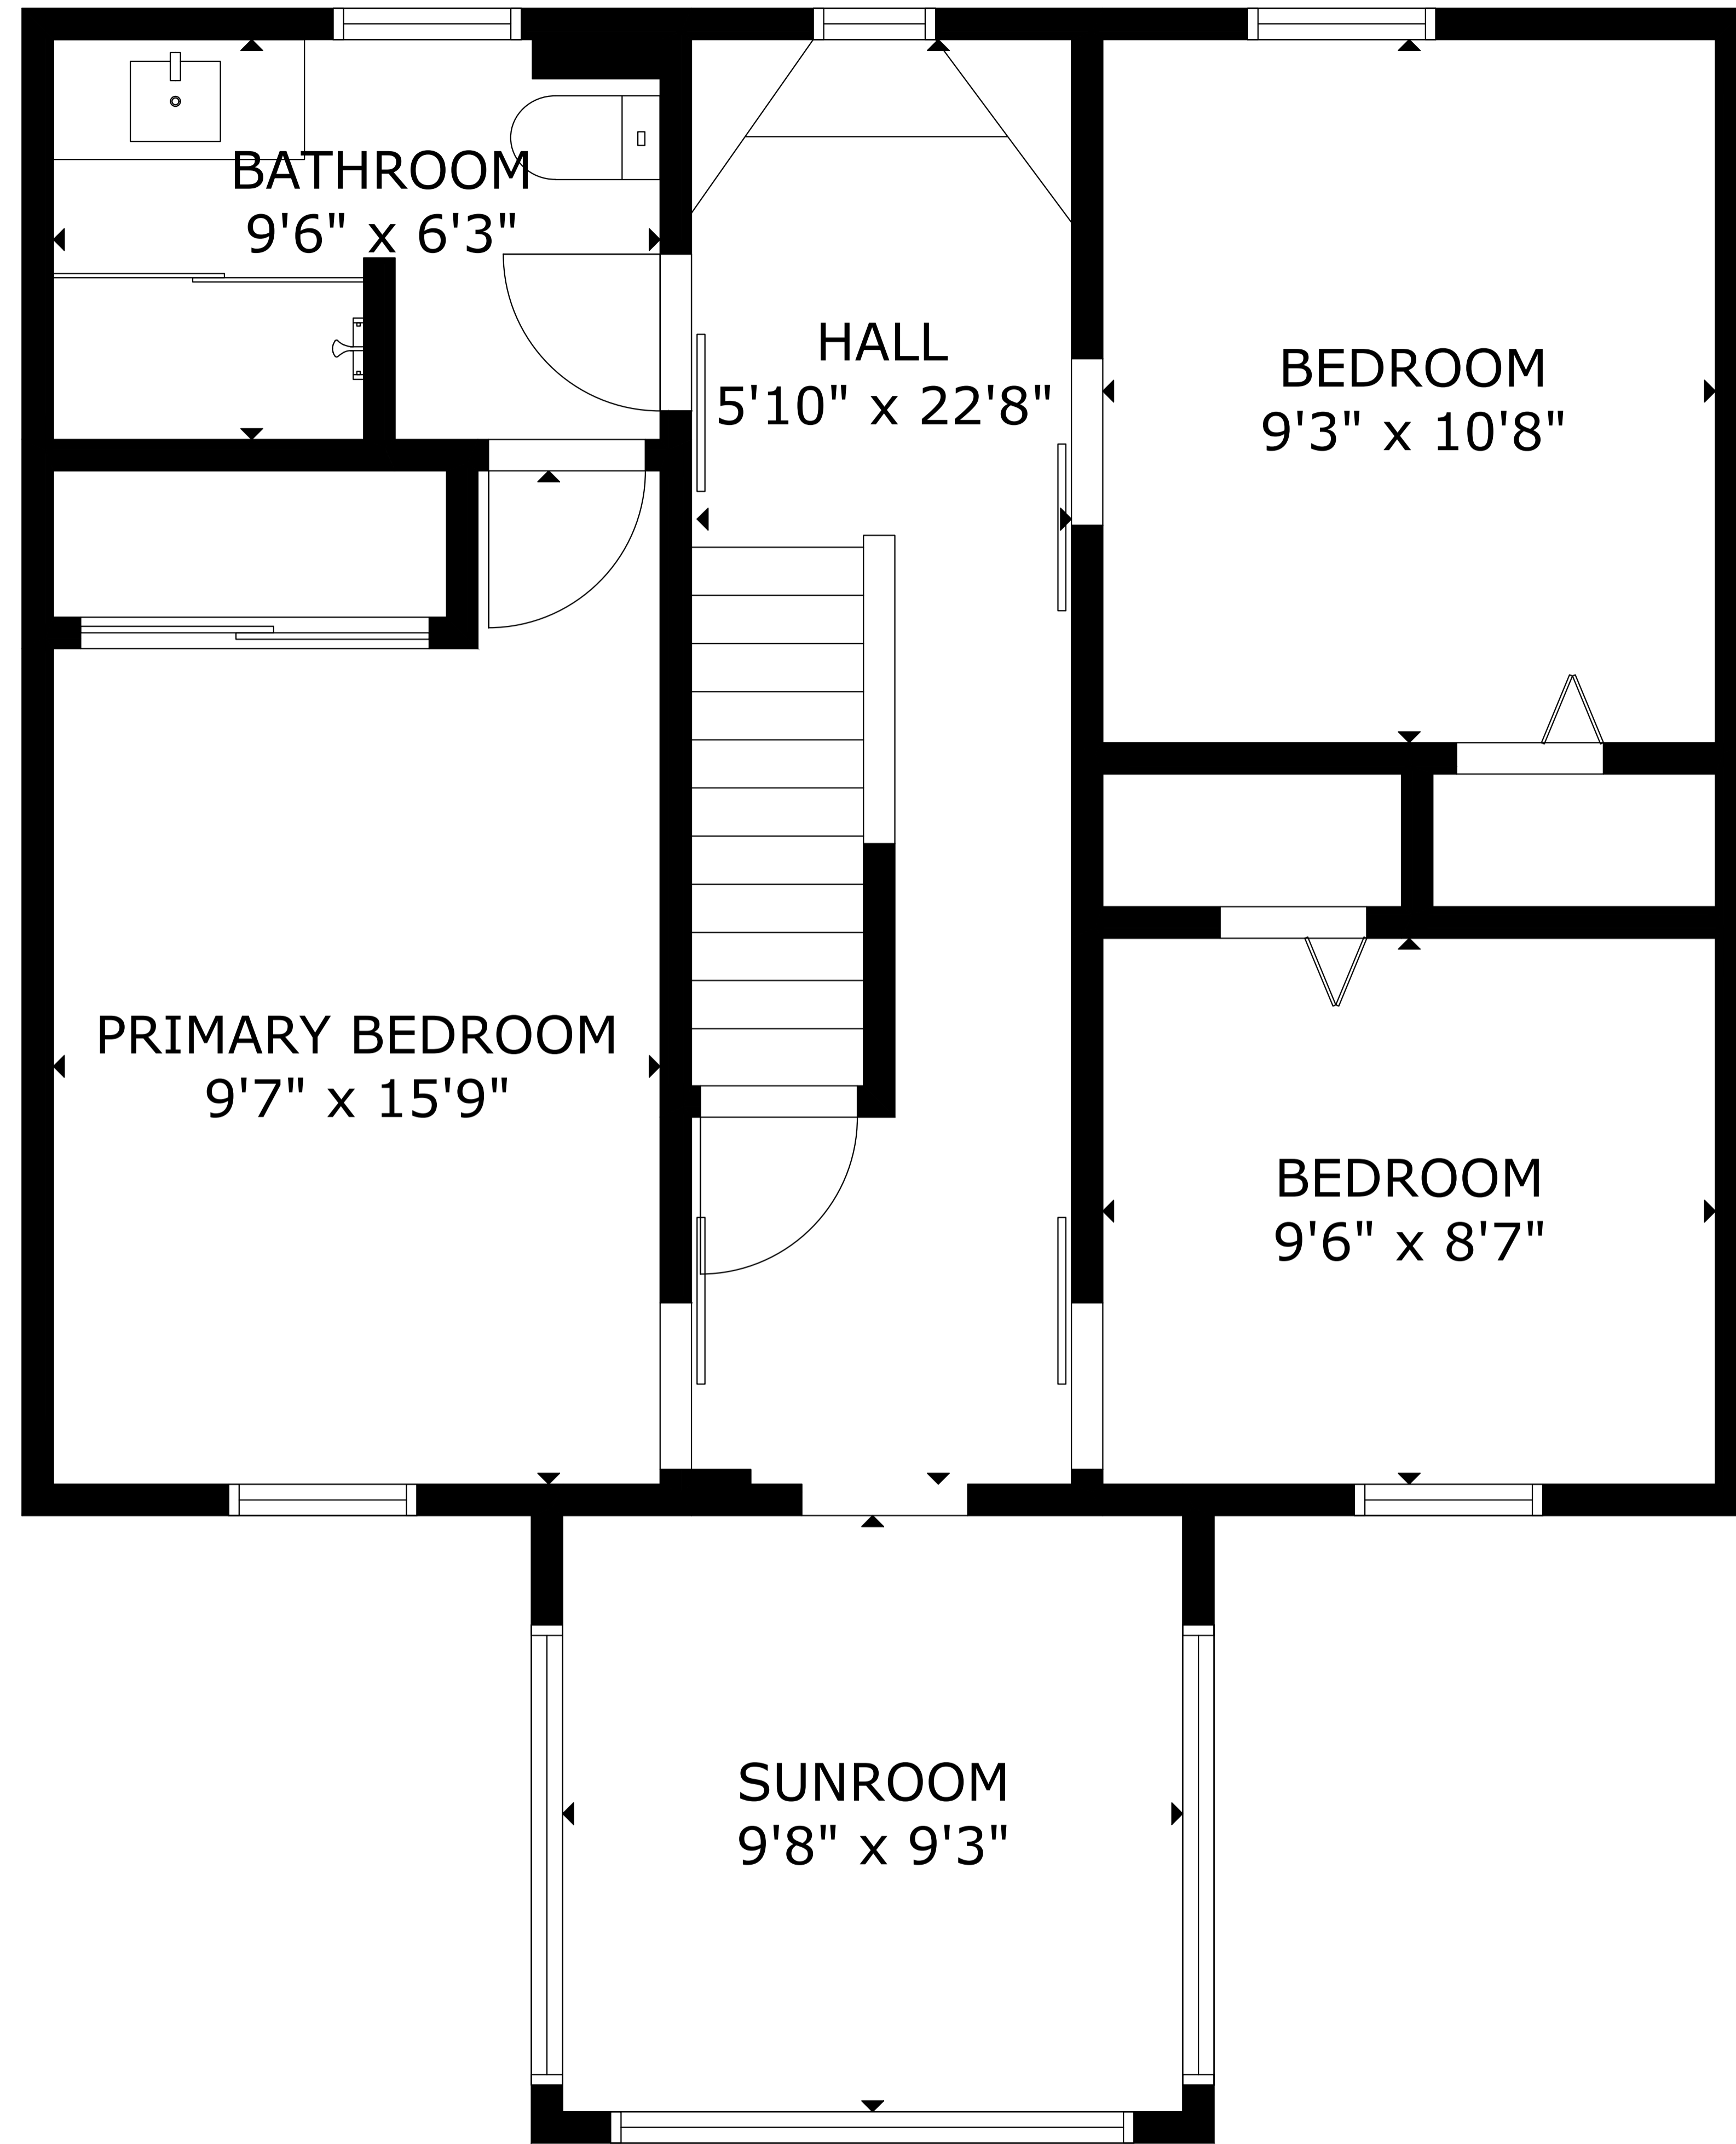 BATHROOM
9'6" x 6'3"
HALL
5'10" x 22'8"
BEDROOM
9'3" x 10'8"
PRIMARY BEDROOM
9'7" x 15'9"
BEDROOM
9'6" x 8'7"
SUNROOM
9'8" x 9'3"